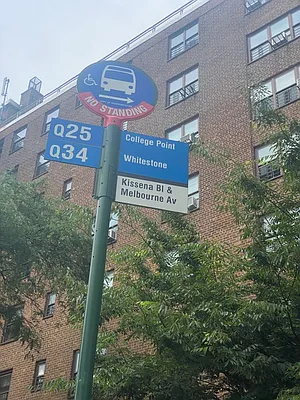 NO STANDING
Q25
Q34
College Point
Whitestone
Kissena Bl &
Melbourne Av